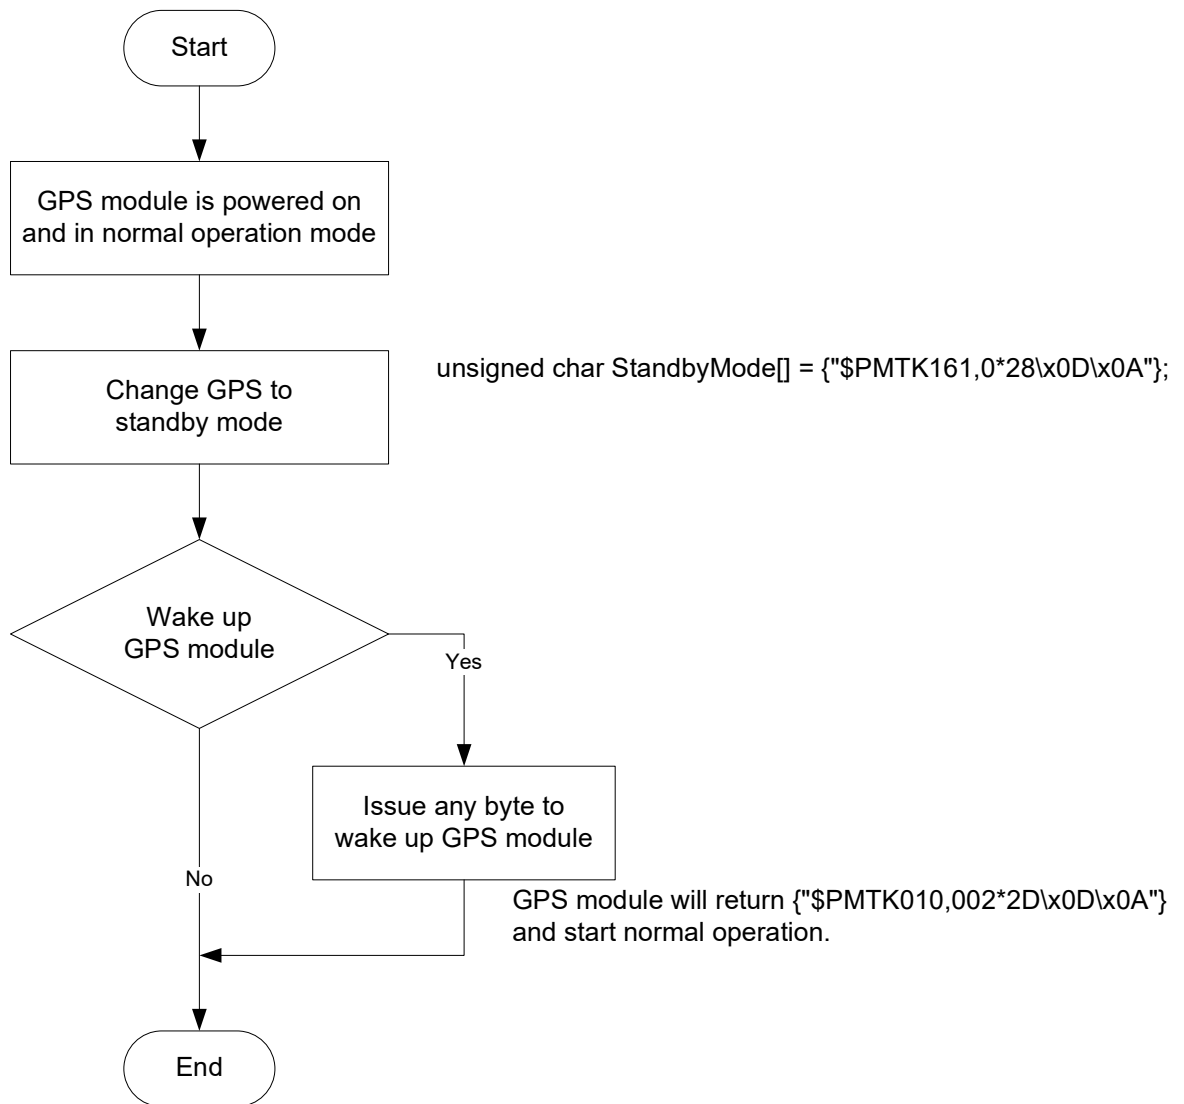 Start
GPS module is powered on
and in normal operation mode
Change GPS to
standby mode
unsigned char StandbyMode[] = {"$PMTK161,0*28\x0D\x0A"};
Wake up
GPS module
Yes
Issue any byte to
wake up GPS module
No
GPS module will return {"$PMTK010,002*2D\x0D\x0A"}
and start normal operation.
End